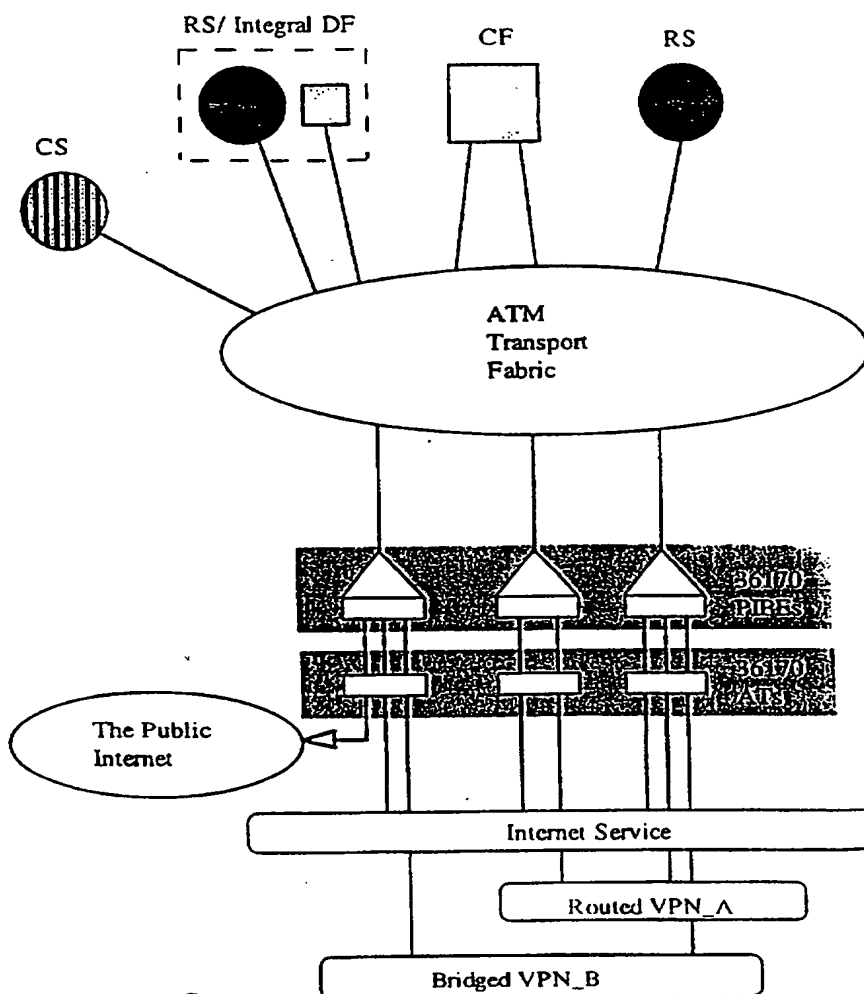 RS/ Integral DF
CF
RS
CS
ATM
Transport
Fabric
36170
PIPEs
36170
ATs
The Public
Internet
Internet Service
Routed VPN_A
Bridged VPN_B